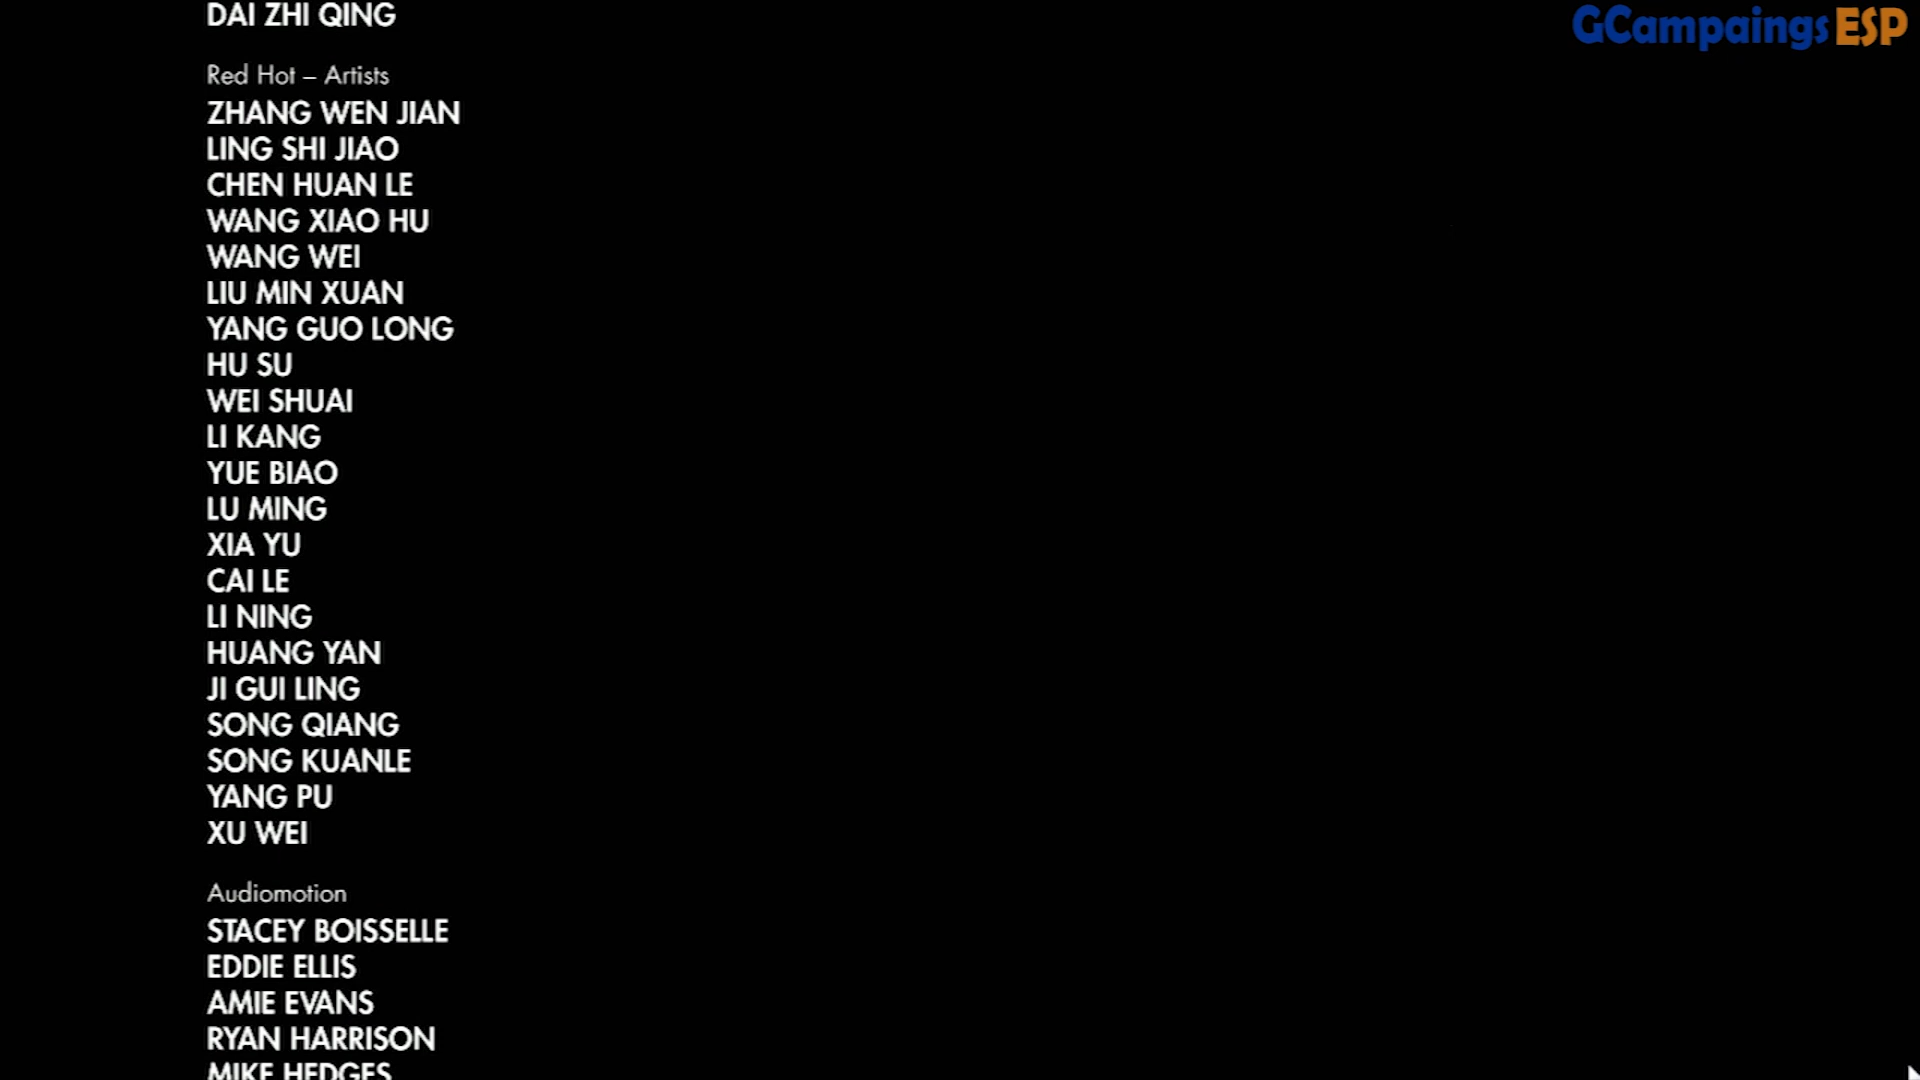 DAI ZHI QING
GCampaings ESP
Red Hot – Artists
ZHANG WEN JIAN
LING SHI JIAO
CHEN HUAN LE
WANG XIAO HU
WANG WEI
LIU MIN XUAN
YANG GUO LONG
HU SU
WEI SHUAI
LI KANG
YUE BIAO
LU MING
XIA YU
CAI LE
LI NING
HUANG YAN
JI GUI LING
SONG QIANG
SONG KUANLE
YANG PU
XU WEI
Audiomotion
STACEY BOISSELLE
EDDIE ELLIS
AMIE EVANS
RYAN HARRISON
MIKE HEDGES